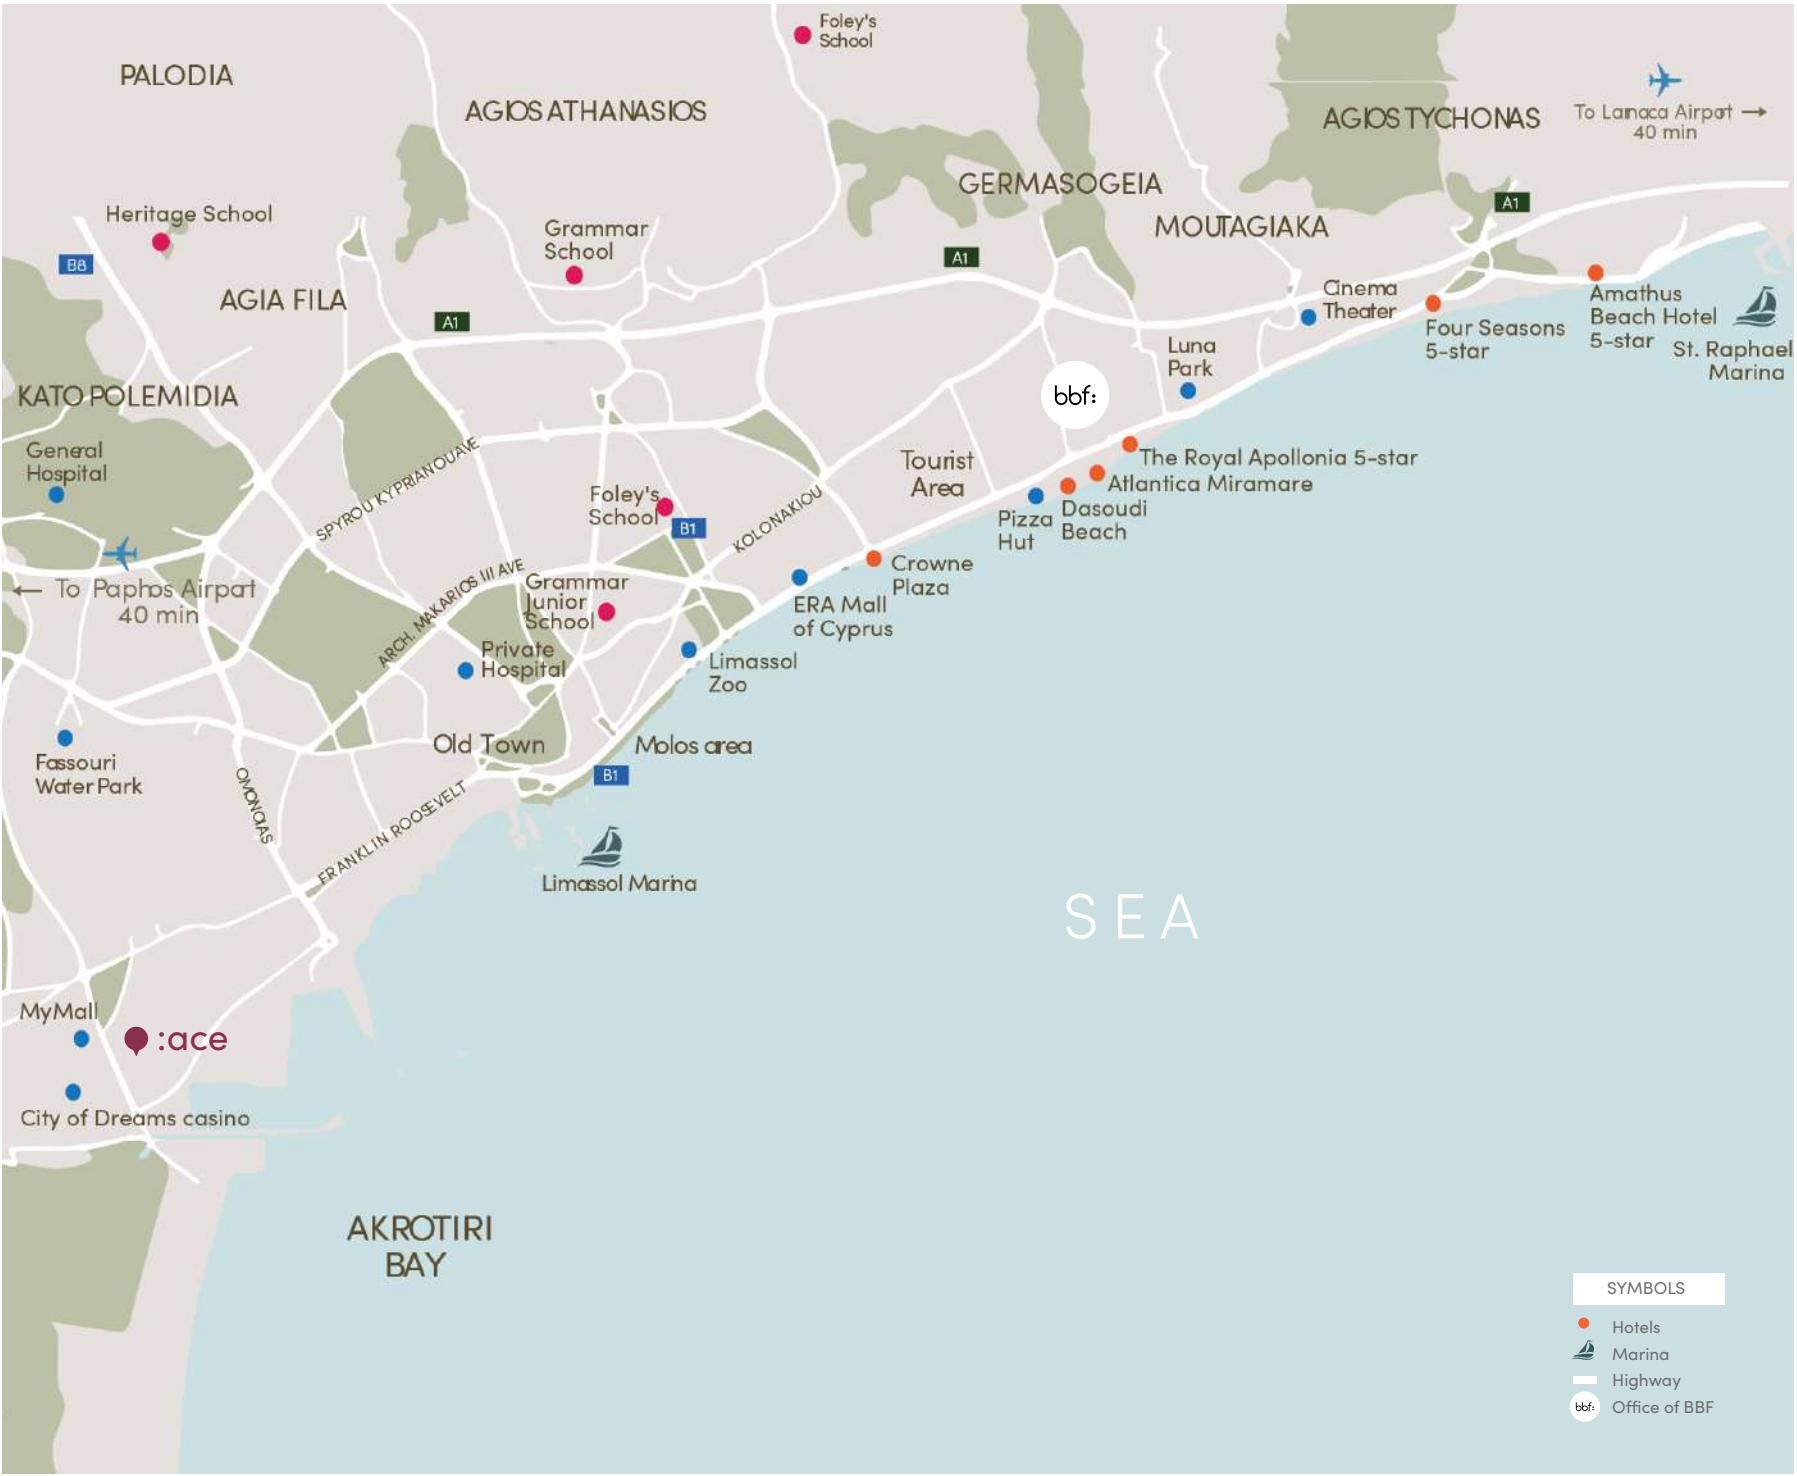 Foley's
School
PALODIA
AGIOS ATHANASIOS
AGIOS TYCHONAS
To Larnaca Airport →
40 min
GERMASOGEIA
A1
MOUTAGIAKA
Heritage School
Grammar
School
B8
A1
AGIA FILA
A1
Cinema
Theater
Amathus
Beach Hotel
5-star
Four Seasons
5-star
St. Raphael
Marina
Luna
Park
KATO POLEMIDIA
bbf:
General
Hospital
SPYROU KYPRIANOU AVE
Tourist
Area
The Royal Apollonia 5-star
Atlantica Miramare
Foley's
School
B1
KOLONAKIOU
Pizza
Hut
Dasoudi
Beach
← To Paphos Airport
40 min
ARCH. MAKARIOS III AVE
Grammar
Junior
School
Crowne
Plaza
ERA Mall
of Cyprus
Private
Hospital
Limassol
Zoo
Old Town
Molos area
B1
Fassouri
Water Park
OMONOIAS
FRANKLIN ROOSEVELT
Limassol Marina
SEA
MyMall
:ace
City of Dreams casino
AKROTIRI
BAY
SYMBOLS
Hotels
Marina
Highway
bbf: Office of BBF